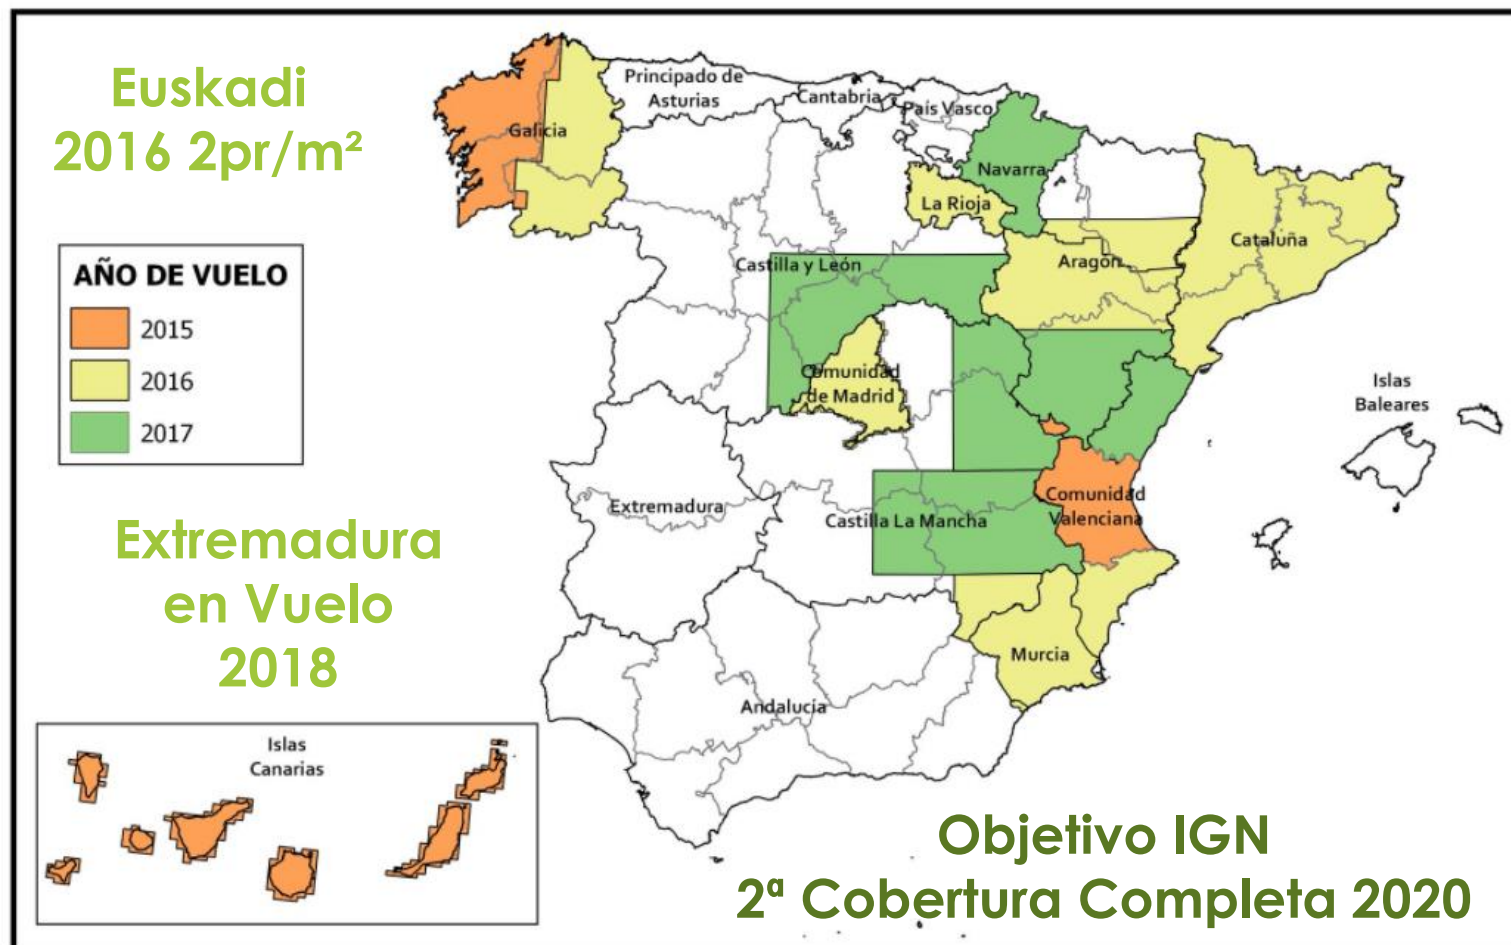 Euskadi
2016 2pr/m²
AÑO DE VUELO
2015
2016
2017
Extremadura
en Vuelo
2018
Principado de
Asturias
Cantabria
País Vasco
Galicia
Navarra
La Rioja
Cataluña
Aragón
Castilla y León
Comunidad
de Madrid
Islas
Baleares
Extremadura
Castilla La Mancha
Comunidad
Valenciana
Murcia
Andalucía
Islas
Canarias
Objetivo IGN
2ª Cobertura Completa 2020